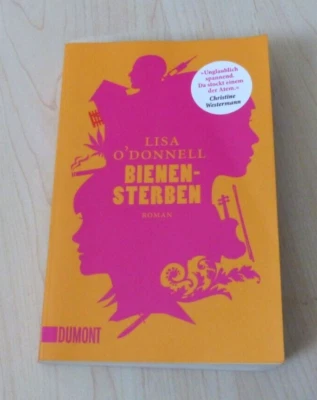 »Unglaublich
spannend.
Da stockt einem
der Atem.«
Christine
Westermann
LISA
O'DONNELL
BIENEN-
STERBEN
ROMAN
DUMONT